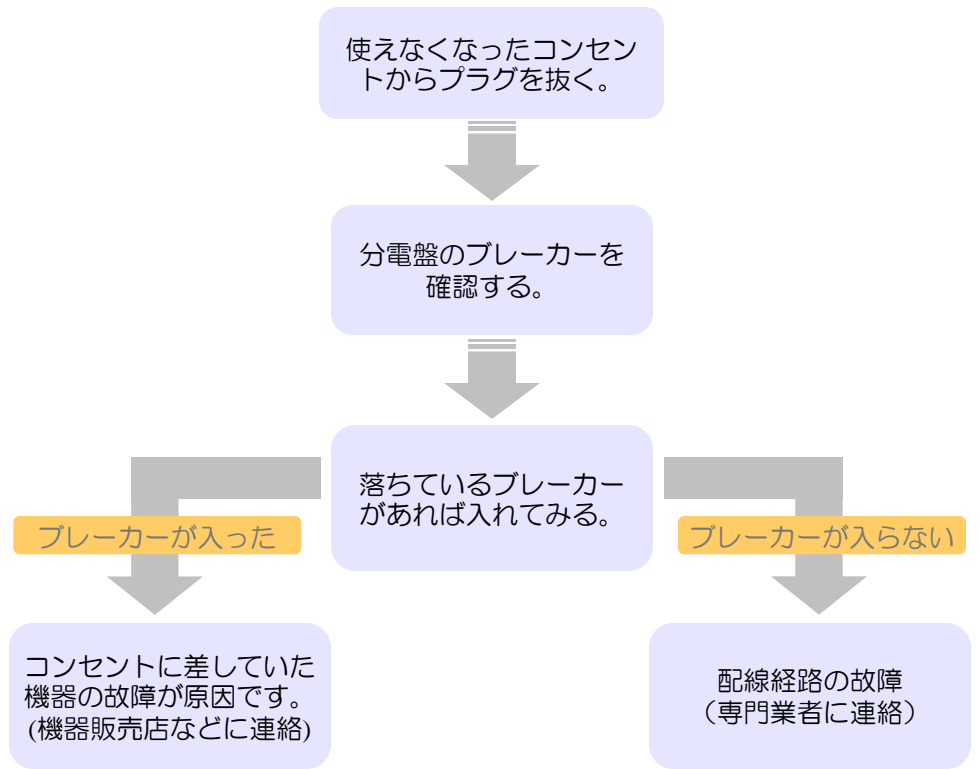 使えなくなったコンセン
トからプラグを抜く。
分電盤のブレーカーを
確認する。
落ちているブレーカー
があれば入れてみる。
ブレーカーが入った
ブレーカーが入らない
コンセントに差していた
機器の故障が原因です。
(機器販売店などに連絡)
配線経路の故障
（専門業者に連絡）